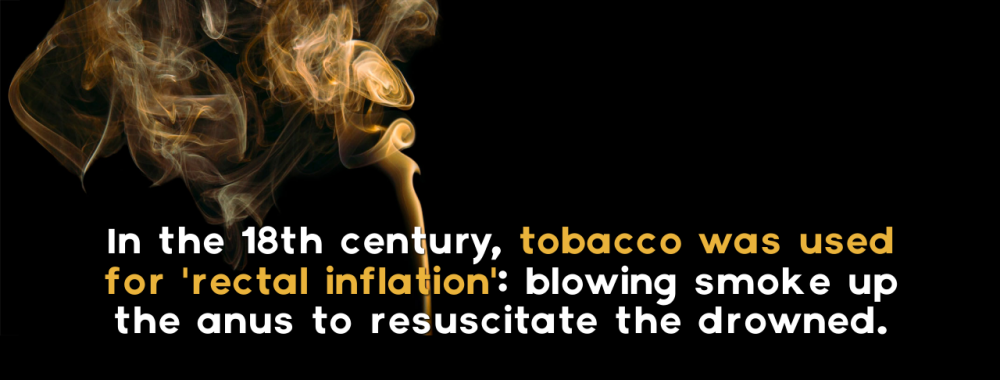 In the 18th century, tobacco was used
for 'rectal inflation': blowing smoke up
the anus to resuscitate the drowned.